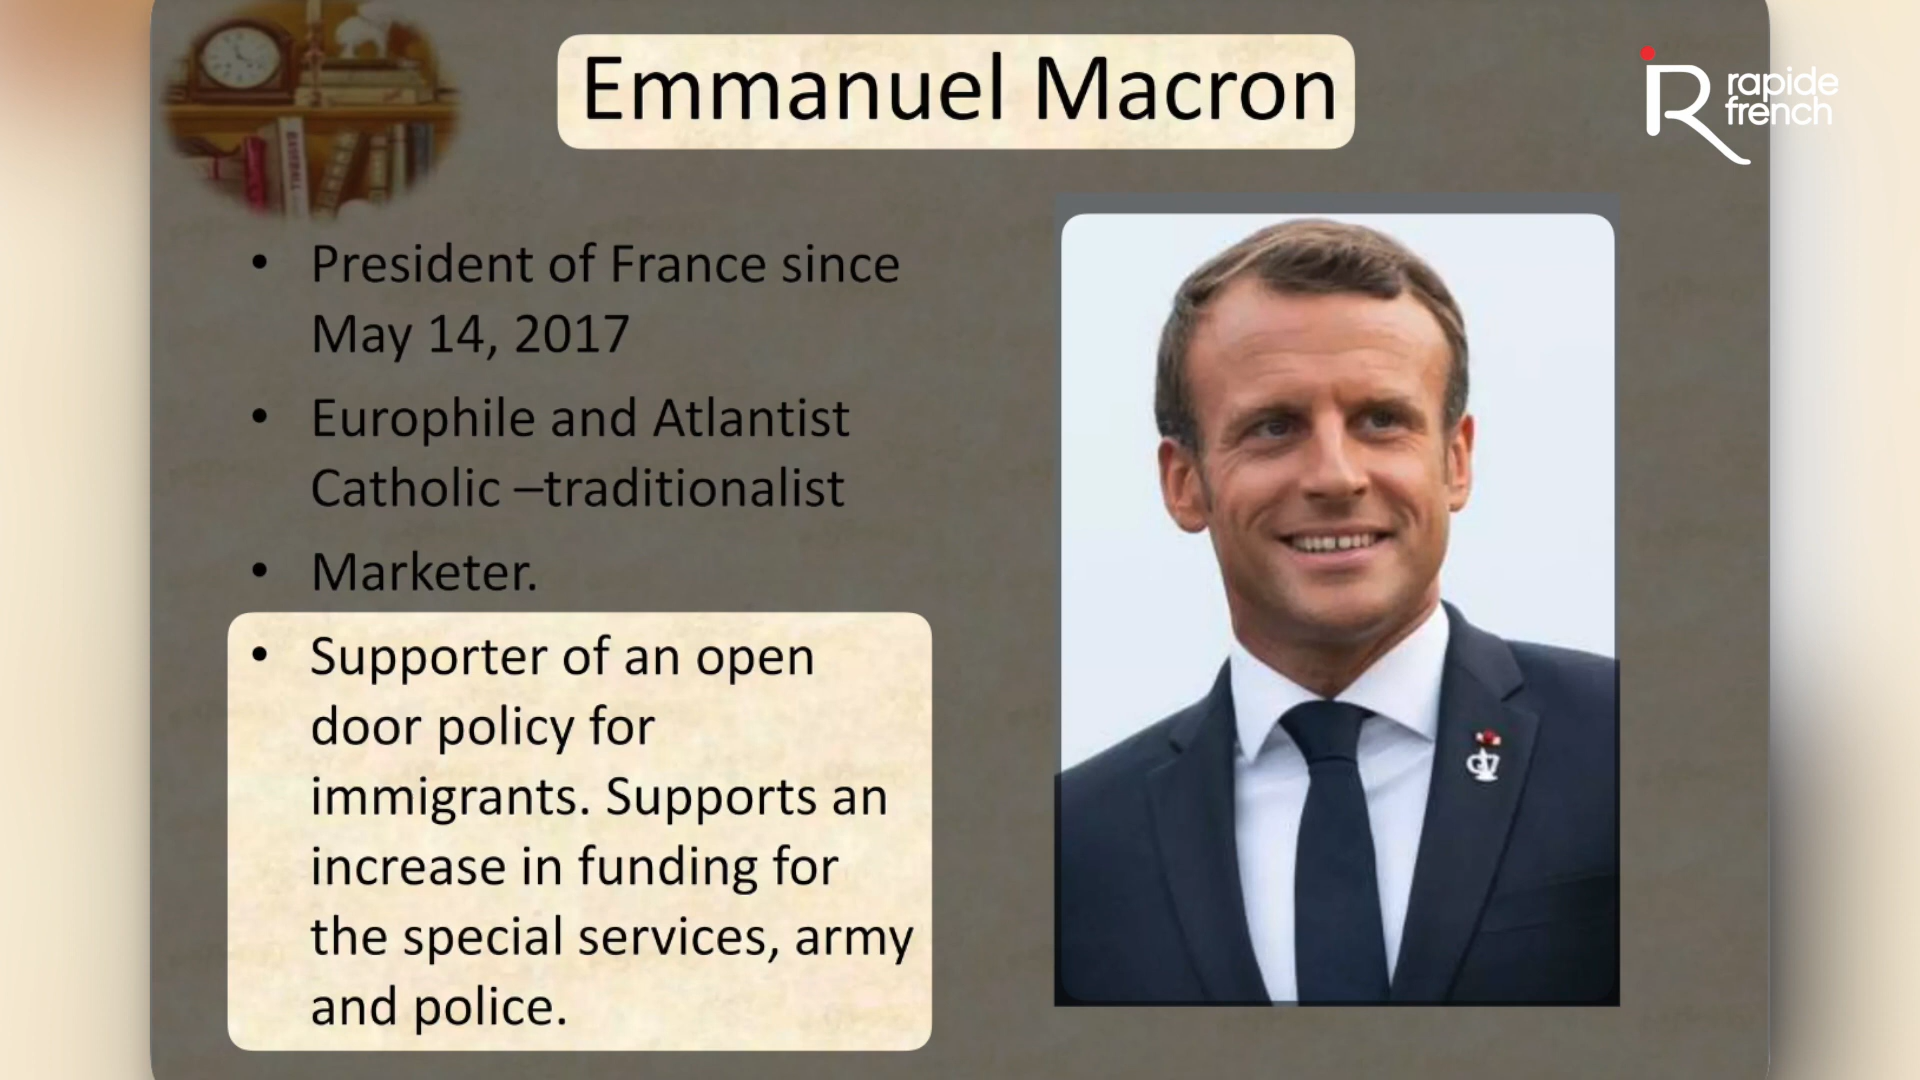 Emmanuel Macron
rapide
french
• President of France since
May 14, 2017
• Europhile and Atlantist
Catholic –traditionalist
• Marketer.
• Supporter of an open
door policy for
immigrants. Supports an
increase in funding for
the special services, army
and police.